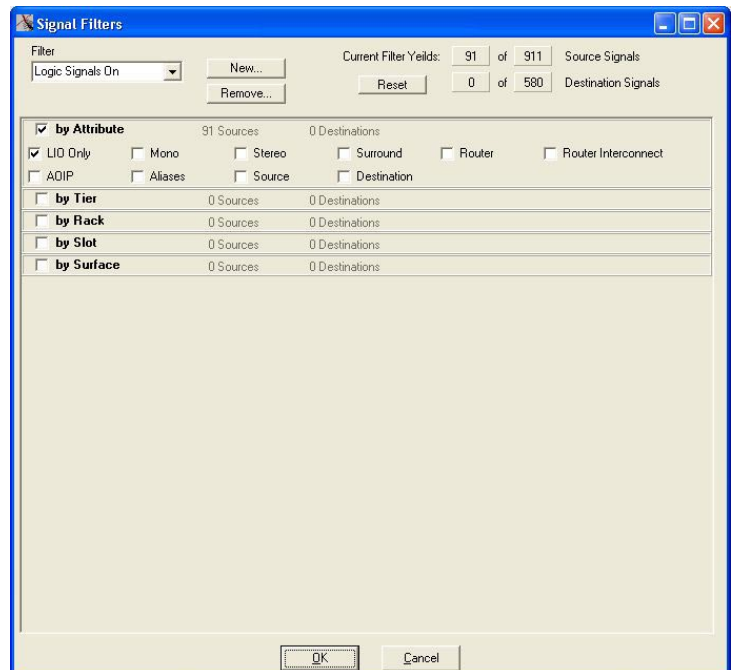 Signal Filters
Filter
Logic Signals On
New...
Remove...
Current Filter Yeilds: 91 of 911 Source Signals
Reset 0 of 580 Destination Signals
by Attribute 91 Sources 0 Destinations
LIO Only Mono Stereo Surround Router Router Interconnect
AOIP Aliases Source Destination
by Tier 0 Sources 0 Destinations
by Rack 0 Sources 0 Destinations
by Slot 0 Sources 0 Destinations
by Surface 0 Sources 0 Destinations
OK Cancel